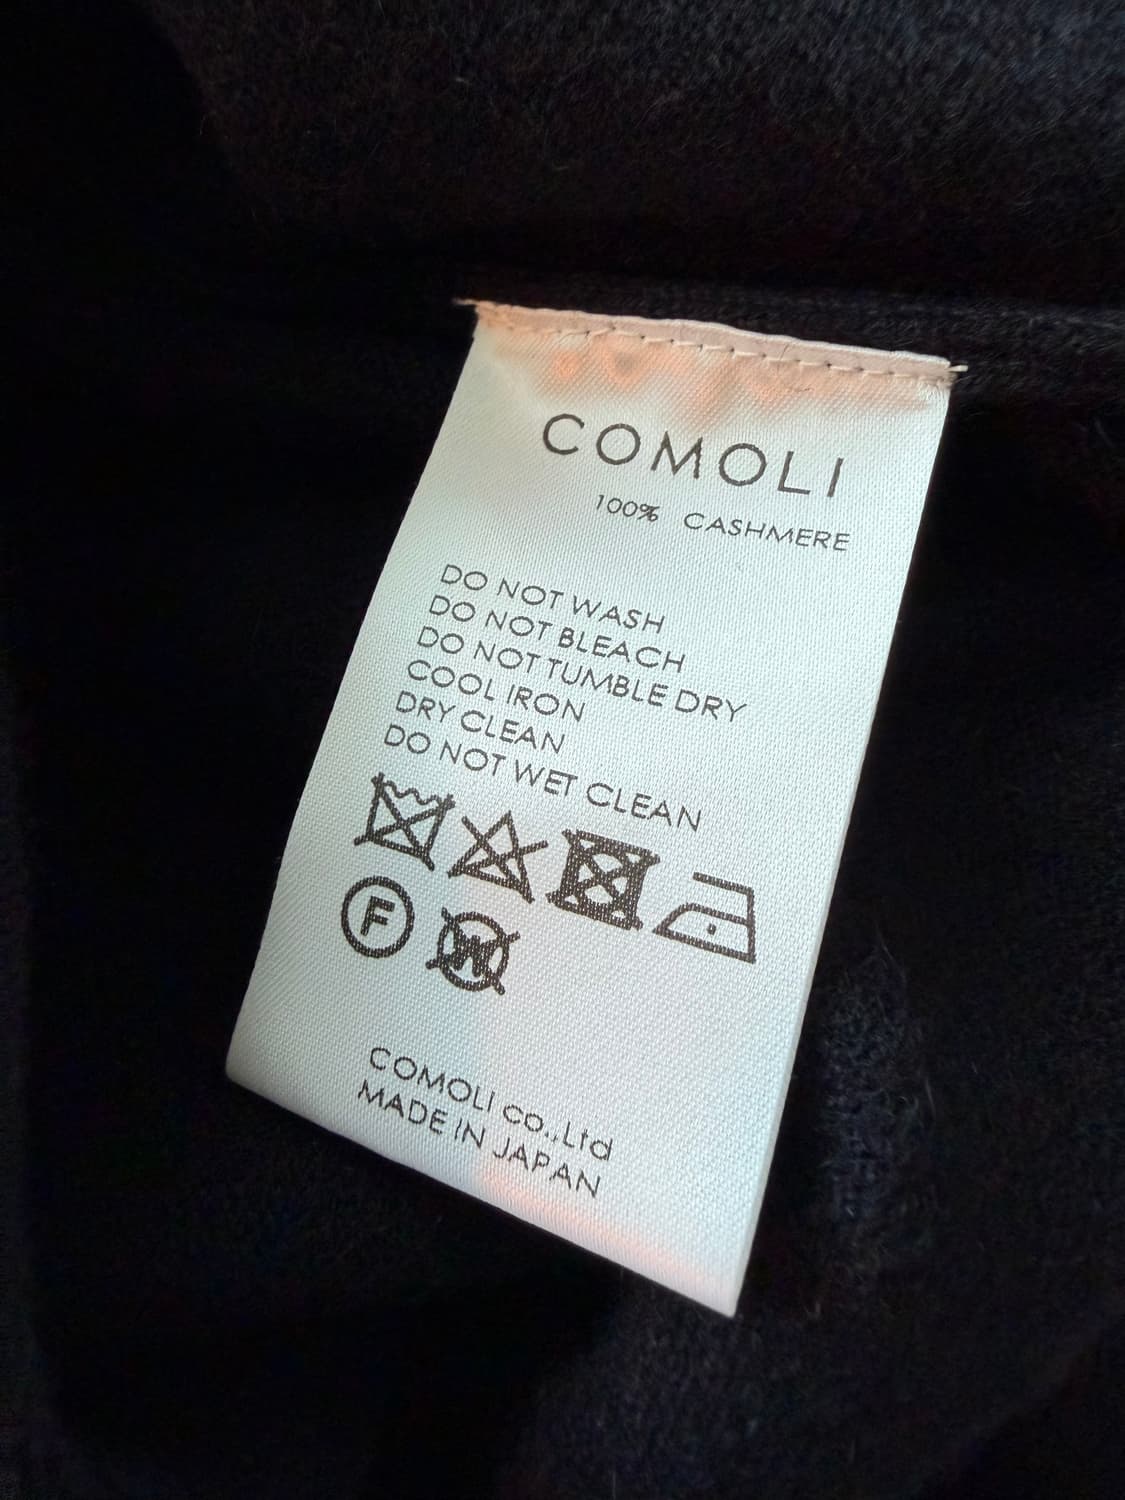 COMOLI
100% CASHMERE
DO NOT WASH
DO NOT BLEACH
DO NOT TUMBLE DRY
COOL IRON
DRY CLEAN
DO NOT WET CLEAN
F W
COMOLI co.,Ltd
MADE IN JAPAN